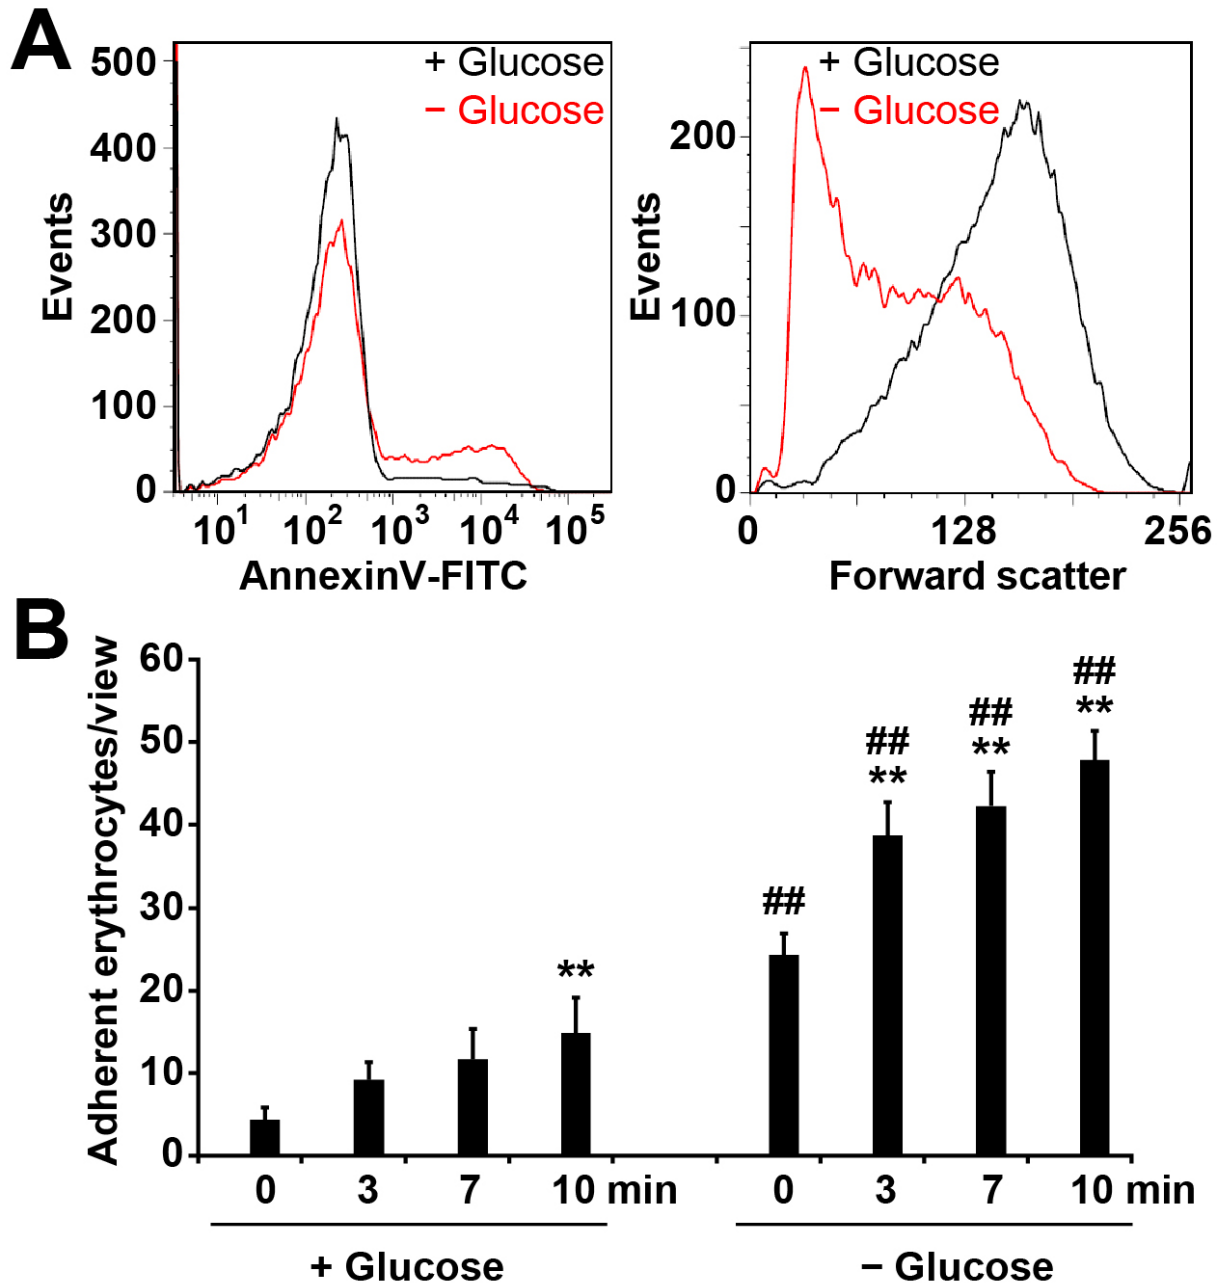 A
+ Glucose
− Glucose
500
400
300
200
100
0
Events
10¹ 10² 10³ 10⁴ 10⁵
AnnexinV-FITC
+ Glucose
− Glucose
200
100
0
Events
0 128 256
Forward scatter
B
Adherent erythrocytes/view
60
50
40
30
20
10
0
**
##
##
**
##
**
##
**
0 3 7 10 min 0 3 7 10 min
+ Glucose − Glucose